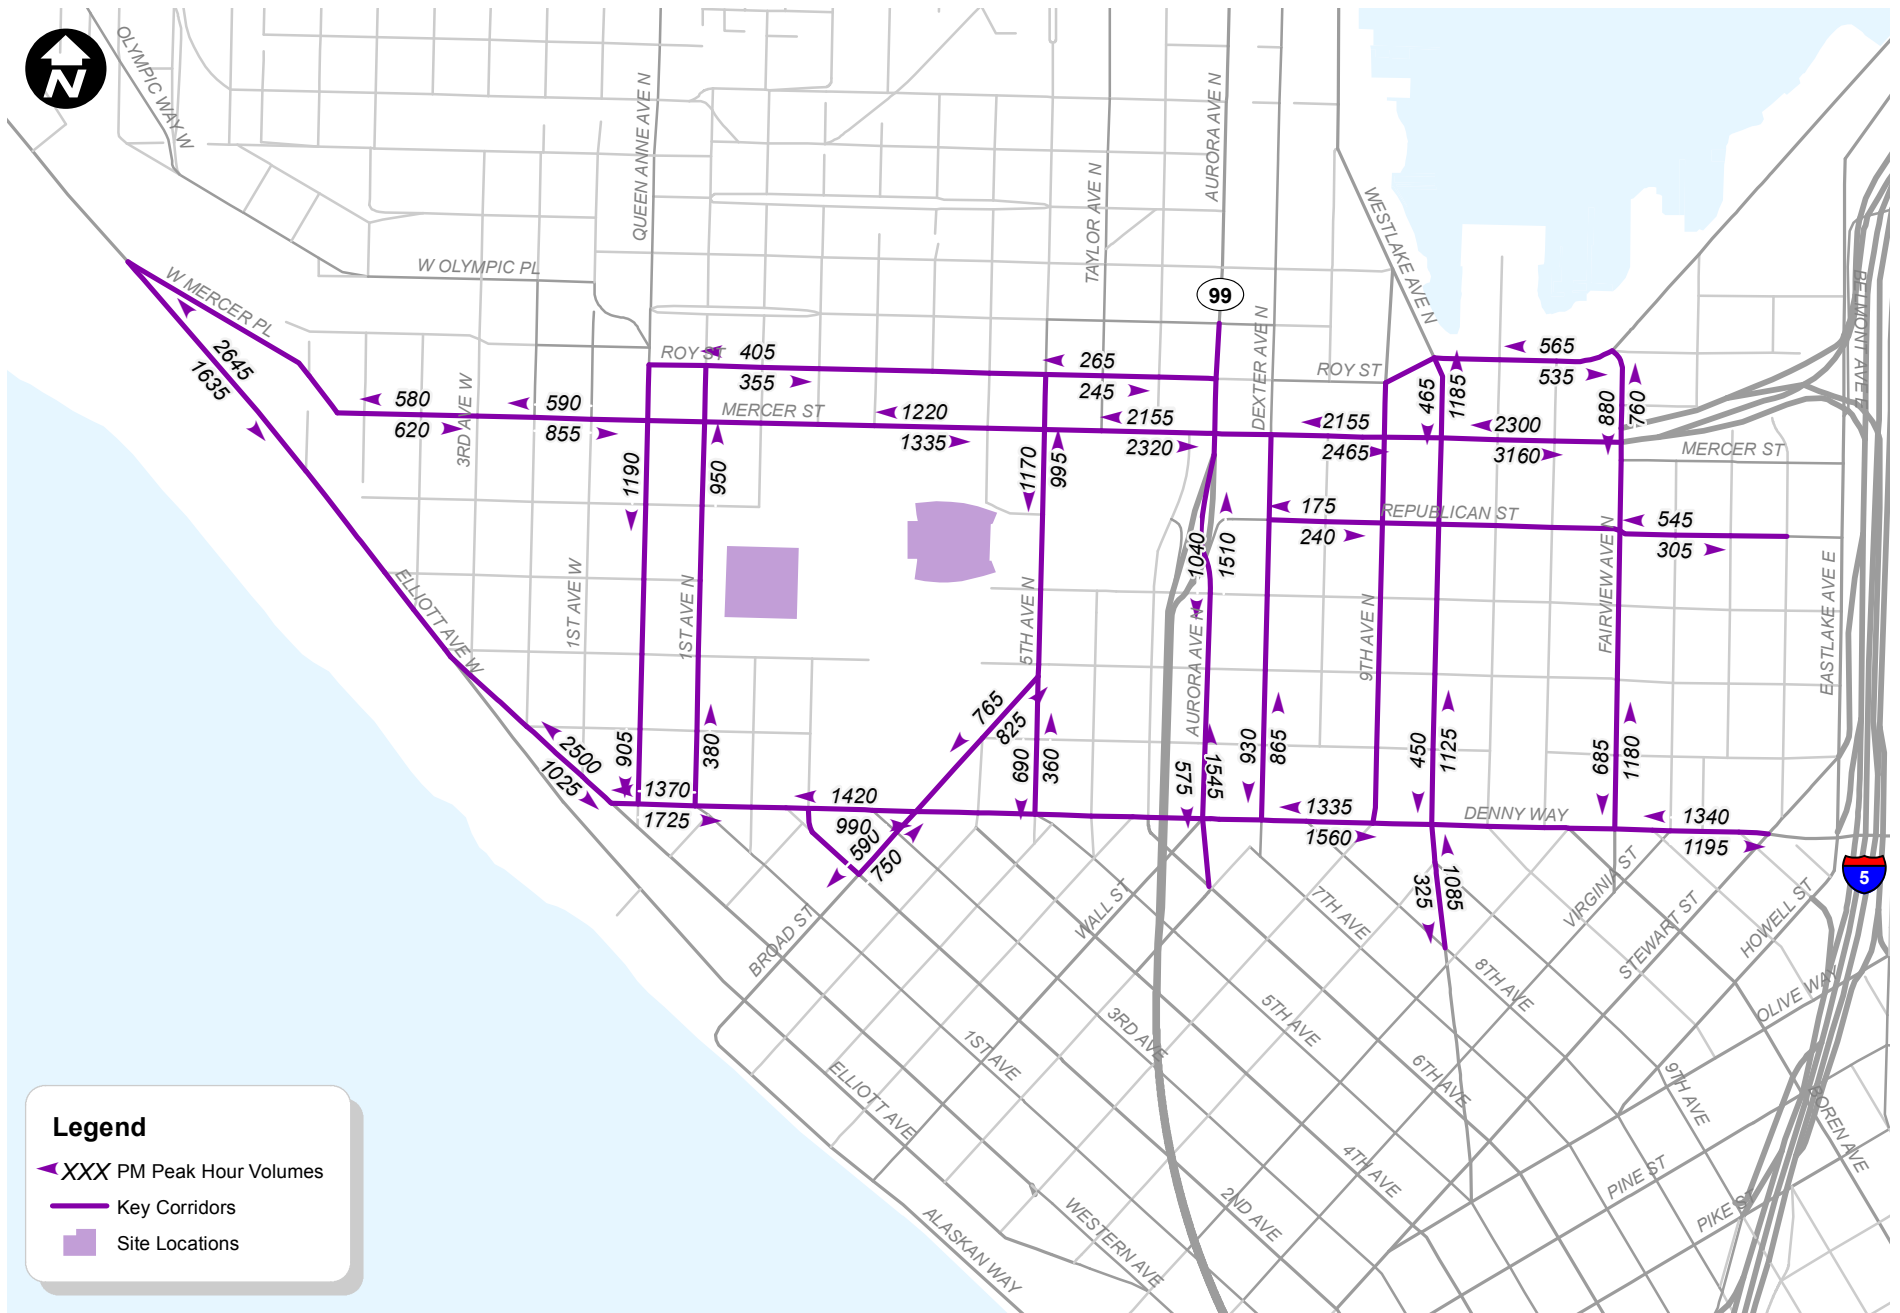 N
OLYMPIC WAY W
QUEEN ANNE AVE N
AURORA AVE N
TAYLOR AVE N
WESTLAKE AVE N
W OLYMPIC PL
W MERCER PL
BELMONT AVE E
99
DEXTER AVE N
ROY ST
405
355
265
245
ROY ST
565
535
2645
1635
580
620
3RD AVE W
590
855
MERCER ST
1220
1335
2155
2320
2155
2465
465
1185
2300
3160
880
760
MERCER ST
1190
950
1170
995
175
240
REPUBLICAN ST
545
305
1040
1510
ELLIOTT AVE W
1ST AVE W
1ST AVE N
5TH AVE N
AURORA AVE N
9TH AVE N
FAIRVIEW AVE N
EASTLAKE AVE E
765
825
2500
1025
905
380
690
360
575
1545
930
865
450
1125
685
1180
1370
1725
1420
990
590
750
1335
1560
DENNY WAY
1340
1195
325
1085
5
BROAD ST
WALL ST
7TH AVE
VIRGINIA ST
STEWART ST
HOWELL ST
8TH AVE
OLIVE WAY
1ST AVE
3RD AVE
5TH AVE
6TH AVE
9TH AVE
BOREN AVE
ELLIOTT AVE
4TH AVE
PINE ST
PIKE ST
2ND AVE
WESTERN AVE
ALASKAN WAY
Legend
XXX PM Peak Hour Volumes
Key Corridors
Site Locations